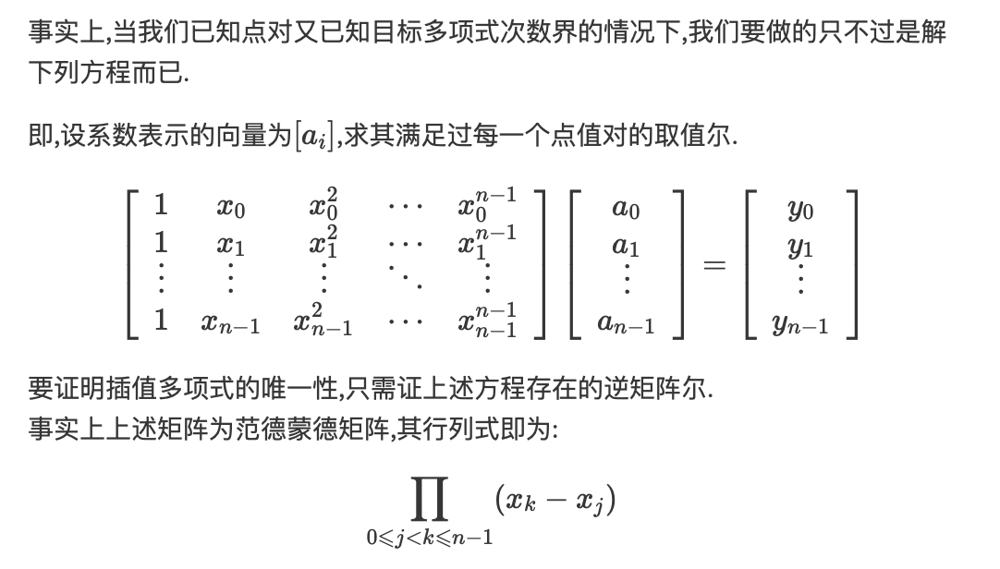 事实上,当我们已知点对又已知目标多项式次数界的情况下,我们要做的只不过是解
下列方程而已.
即,设系数表示的向量为[a_i],求其满足过每一个点值对的取值尔.
\begin{bmatrix} 1 & x_0 & x_0^2 & \cdots & x_0^{n-1} \\ 1 & x_1 & x_1^2 & \cdots & x_1^{n-1} \\ \vdots & \vdots & \vdots & \ddots & \vdots \\ 1 & x_{n-1} & x_{n-1}^2 & \cdots & x_{n-1}^{n-1} \end{bmatrix} \begin{bmatrix} a_0 \\ a_1 \\ \vdots \\ a_{n-1} \end{bmatrix} = \begin{bmatrix} y_0 \\ y_1 \\ \vdots \\ y_{n-1} \end{bmatrix}
要证明插值多项式的唯一性,只需证上述方程存在的逆矩阵尔.
事实上上述矩阵为范德蒙德矩阵,其行列式即为:
\prod_{0⩽j<k⩽n-1} (x_k - x_j)